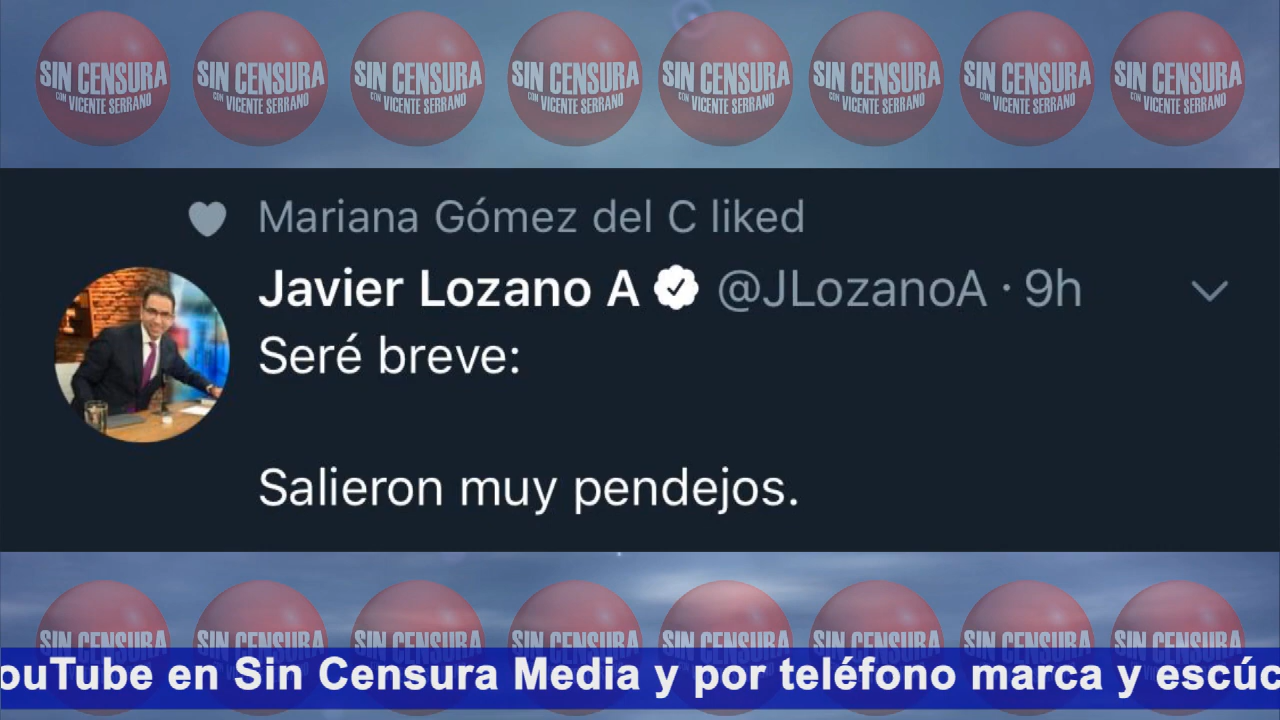 SIN CENSURA SIN CENSURA SIN CENSURA SIN CENSURA SIN CENSURA SIN CENSURA SIN CENSURA SIN CENSURA
CON VICENTE SERRANO CON VICENTE SERRANO CON VICENTE SERRANO CON VICENTE SERRANO CON VICENTE SERRANO CON VICENTE SERRANO CON VICENTE SERRANO CON VICENTE SERRANO
Mariana Gómez del C liked
Javier Lozano A @JLozanoA · 9h
Seré breve:
Salieron muy pendejos.
SIN CENSURA SIN CENSURA SIN CENSURA SIN CENSURA SIN CENSURA SIN CENSURA SIN CENSURA SIN CENSURA
ouTube en Sin Censura Media y por teléfono marca y escúc